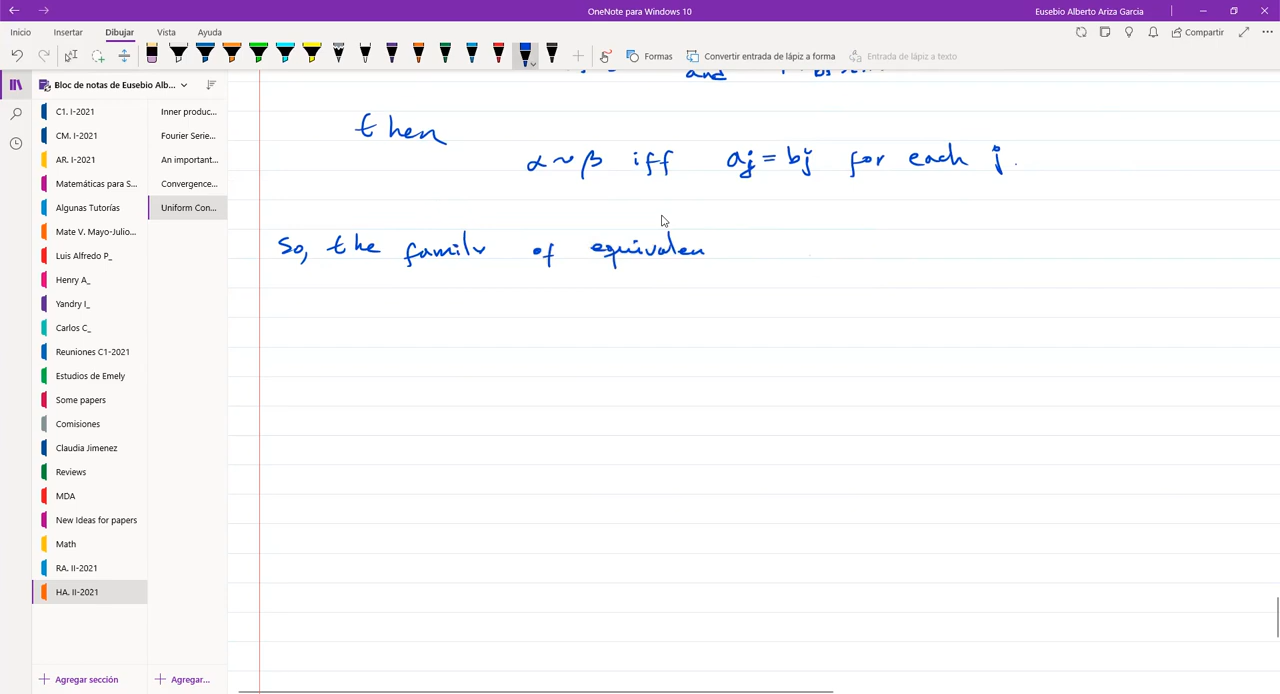 OneNote para Windows 10
Eusebio Alberto Ariza Garcia
Inicio Insertar Dibujar Vista Ayuda
Compartir
Formas Convertir entrada de lápiz a forma Entrada de lápiz a texto
Bloc de notas de Eusebio Alb...
C1. I-2021
CM. I-2021
AR. I-2021
Matemáticas para S...
Algunas Tutorías
Mate V. Mayo-Julio...
Luis Alfredo P_
Henry A_
Yandry I_
Carlos C_
Reuniones C1-2021
Estudios de Emely
Some papers
Comisiones
Claudia Jimenez
Reviews
MDA
New Ideas for papers
Math
RA. II-2021
HA. II-2021
Agregar sección
Inner produc...
Fourier Serie...
An important...
Convergence...
Uniform Con...
Agregar...
and
then
α ~ β iff aj = bj for each j.
So, the family of equivalen